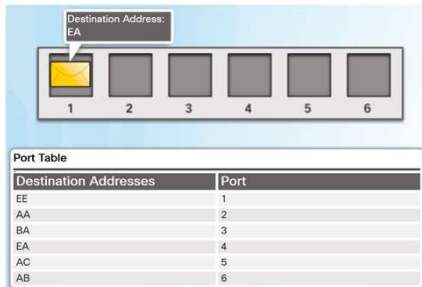 Destination Address:
EA
1 2 3 4 5 6
Port Table
Destination Addresses Port
EE 1
AA 2
BA 3
EA 4
AC 5
AB 6